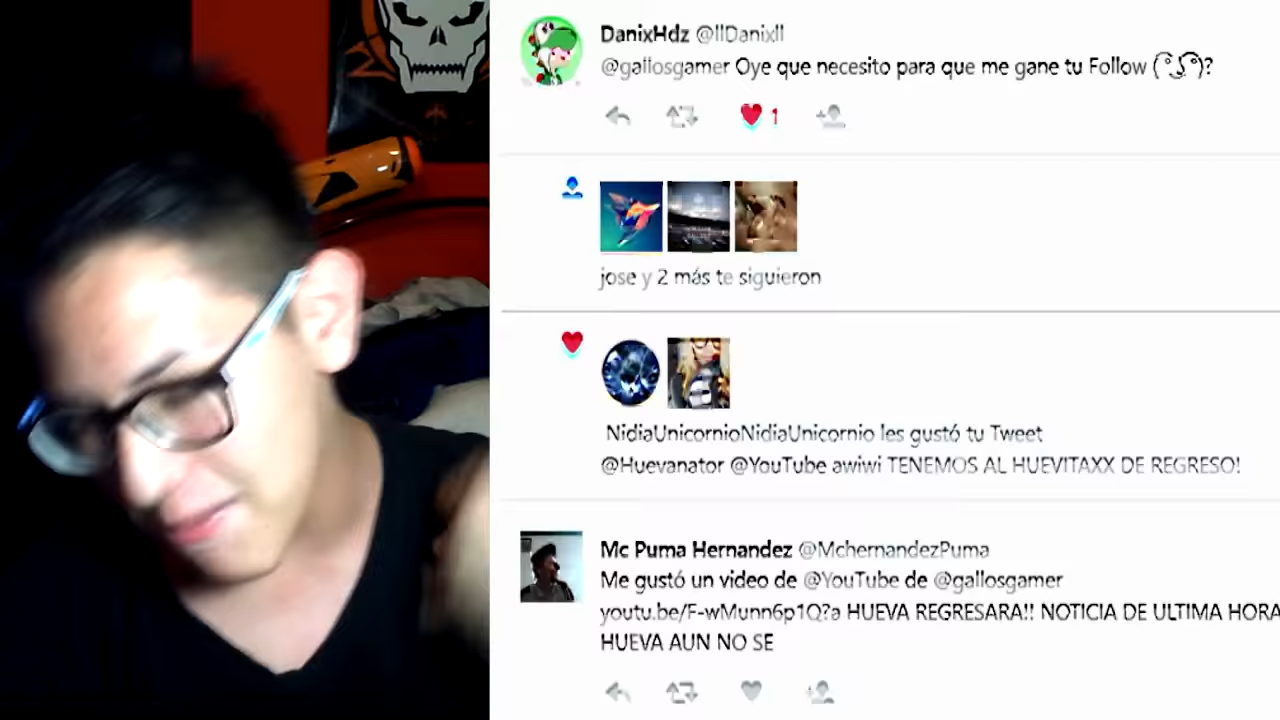 DanixHdz @llDanixll
@gallosgamer Oye que necesito para que me gane tu Follow ( ͡° ͜ʖ ͡°)?
1
jose y 2 más te siguieron
NidiaUnicornioNidiaUnicornio les gustó tu Tweet
@Huevanator @YouTube awiwi TENEMOS AL HUEVITAXX DE REGRESO!
Mc Puma Hernandez @MchernandezPuma
Me gustó un video de @YouTube de @gallosgamer
youtu.be/F-wMunn6p1Q?a HUEVA REGRESARA!! NOTICIA DE ULTIMA HORA
HUEVA AUN NO SE